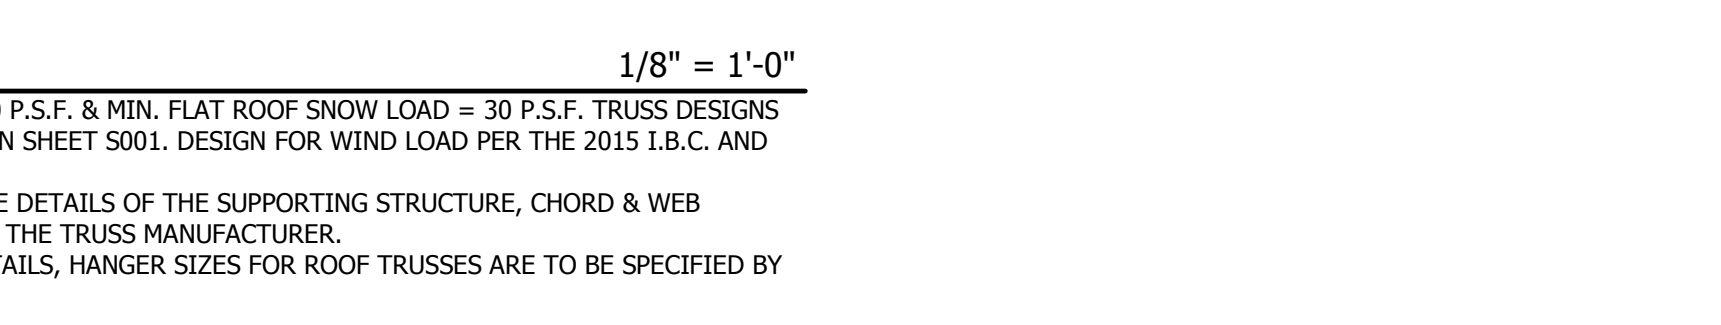 1/8" = 1'-0"
P.S.F. & MIN. FLAT ROOF SNOW LOAD = 30 P.S.F. TRUSS DESIGNS
SHEET S001. DESIGN FOR WIND LOAD PER THE 2015 I.B.C. AND
DETAILS OF THE SUPPORTING STRUCTURE, CHORD & WEB
THE TRUSS MANUFACTURER.
HANGER SIZES FOR ROOF TRUSSES ARE TO BE SPECIFIED BY